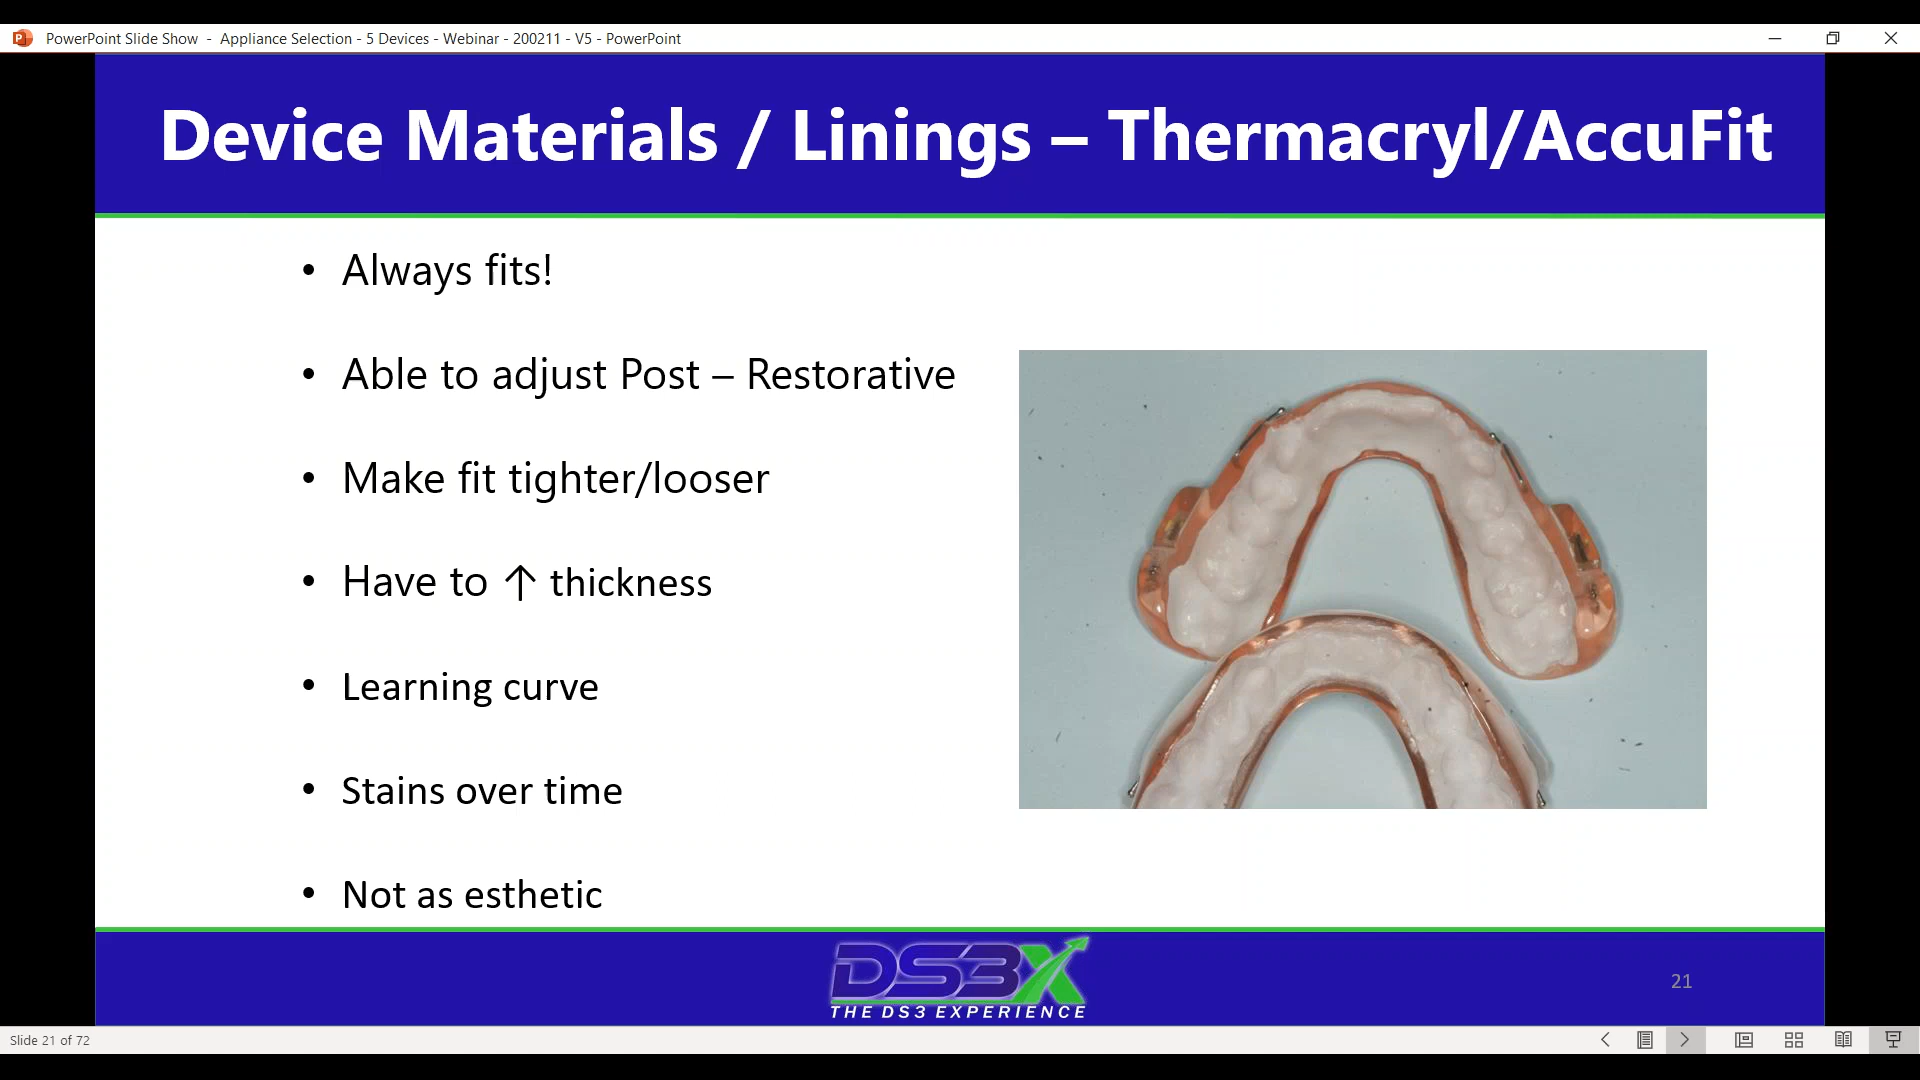 PowerPoint Slide Show - Appliance Selection - 5 Devices - Webinar - 200211 - V5 - PowerPoint
Device Materials / Linings – Thermacryl/AccuFit
• Always fits!
• Able to adjust Post – Restorative
• Make fit tighter/looser
• Have to ↑ thickness
• Learning curve
• Stains over time
• Not as esthetic
DS3X
THE DS3 EXPERIENCE
21
Slide 21 of 72